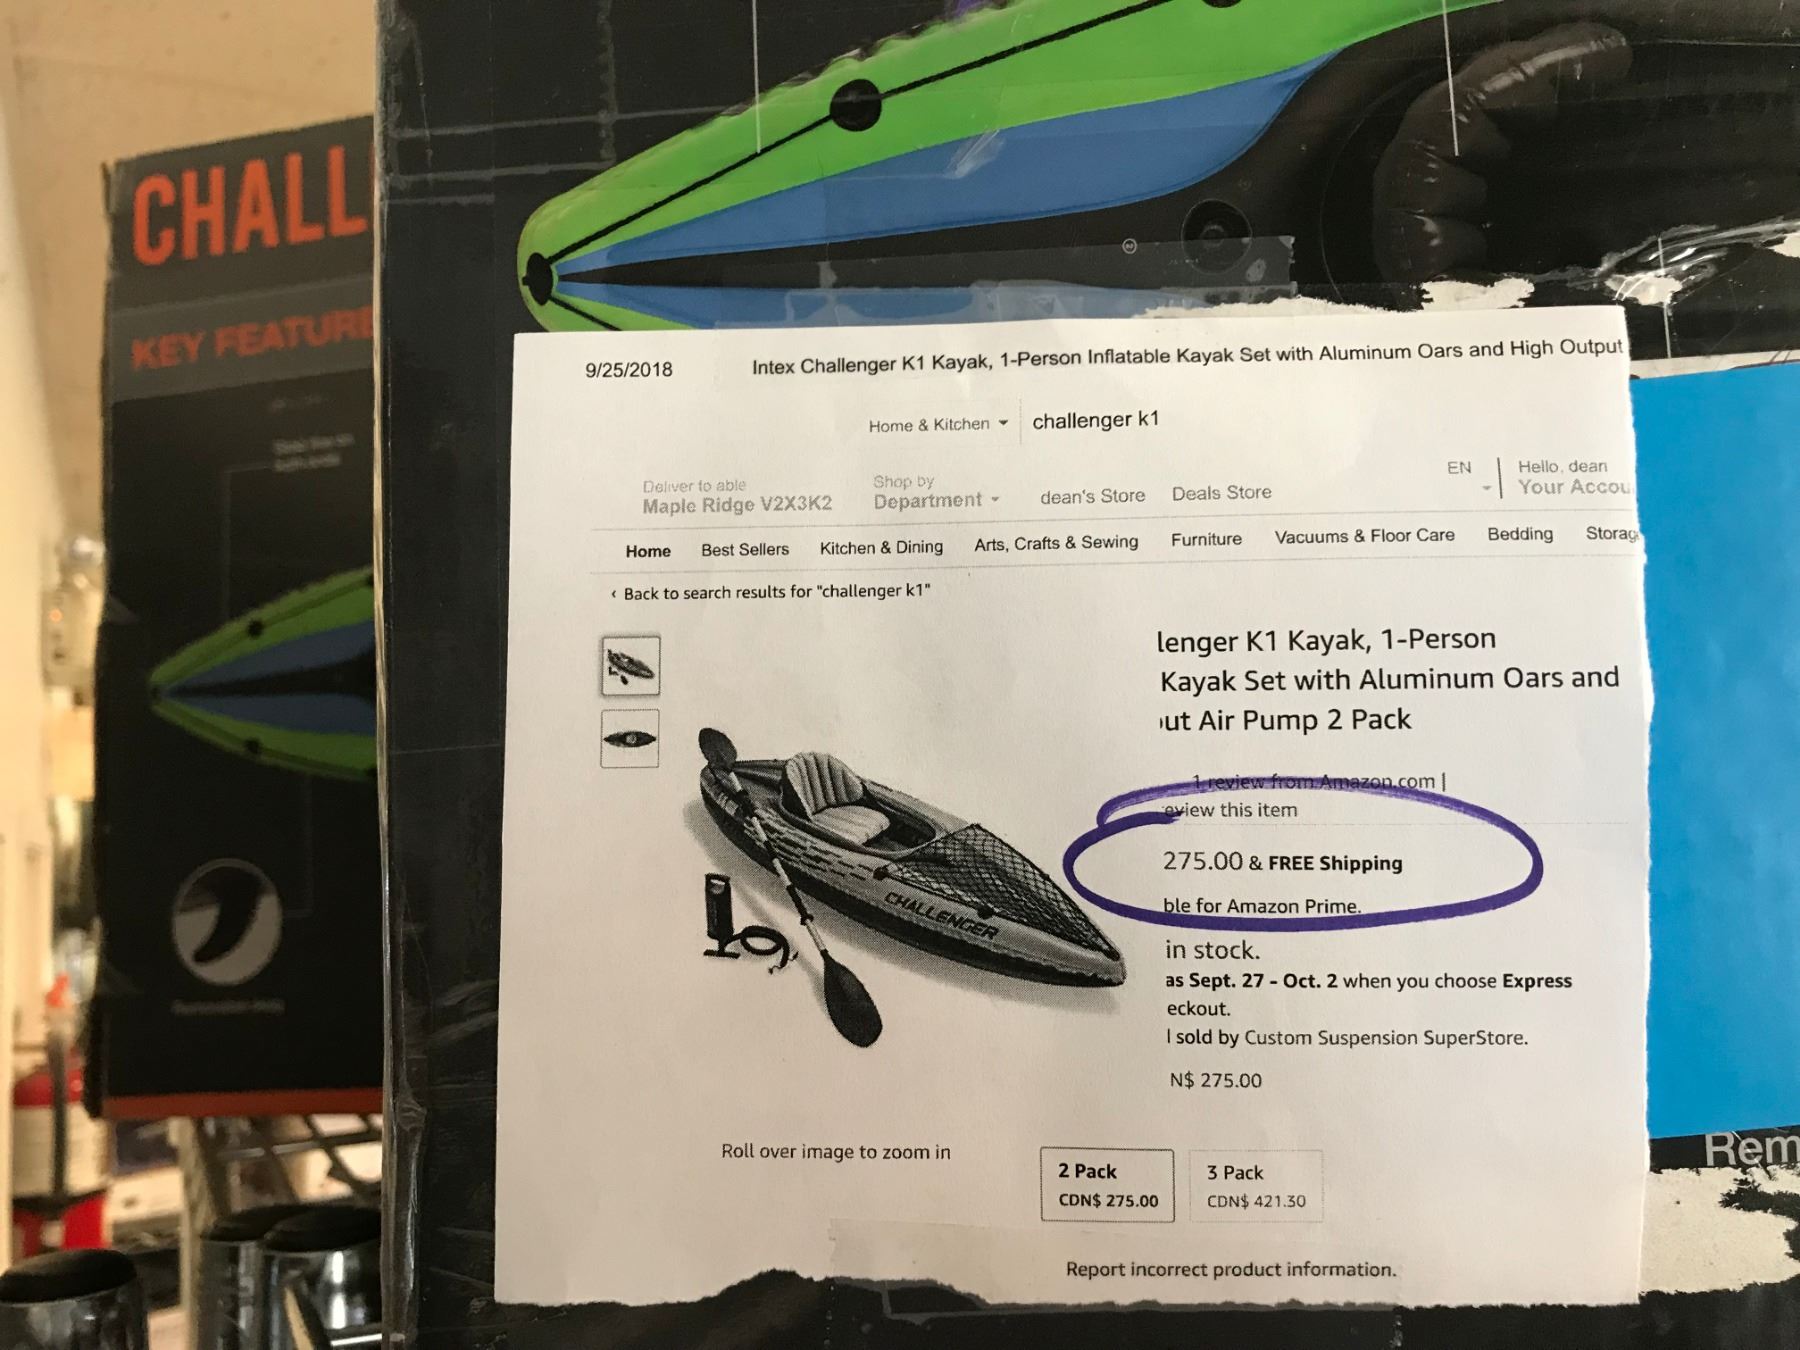 CHALL
KEY FEATURE
9/25/2018 Intex Challenger K1 Kayak, 1-Person Inflatable Kayak Set with Aluminum Oars and High Output
Home & Kitchen challenger k1
Deliver to able
Maple Ridge V2X3K2
Shop by
Department
dean's Store Deals Store
EN
Hello, dean
Your Accou
Home Best Sellers Kitchen & Dining Arts, Crafts & Sewing Furniture Vacuums & Floor Care Bedding Storag
‹ Back to search results for "challenger k1"
lenger K1 Kayak, 1-Person
Kayak Set with Aluminum Oars and
ut Air Pump 2 Pack
1 review from Amazon.com |
eview this item
275.00 & FREE Shipping
ble for Amazon Prime.
in stock.
as Sept. 27 - Oct. 2 when you choose Express
eckout.
l sold by Custom Suspension SuperStore.
N$ 275.00
CHALLENGER
Roll over image to zoom in
2 Pack
CDN$ 275.00
3 Pack
CDN$ 421.30
Report incorrect product information.
Rem